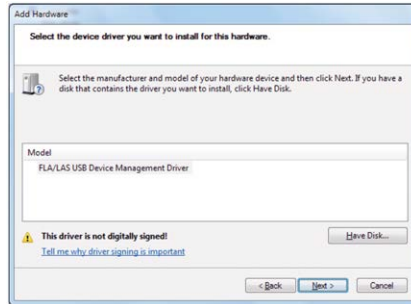 Add Hardware
Select the device driver you want to install for this hardware.
Select the manufacturer and model of your hardware device and then click Next. If you have a
disk that contains the driver you want to install, click Have Disk.
Model
FLA/LAS USB Device Management Driver
This driver is not digitally signed!
Have Disk...
Tell me why driver signing is important
< Back
Next >
Cancel